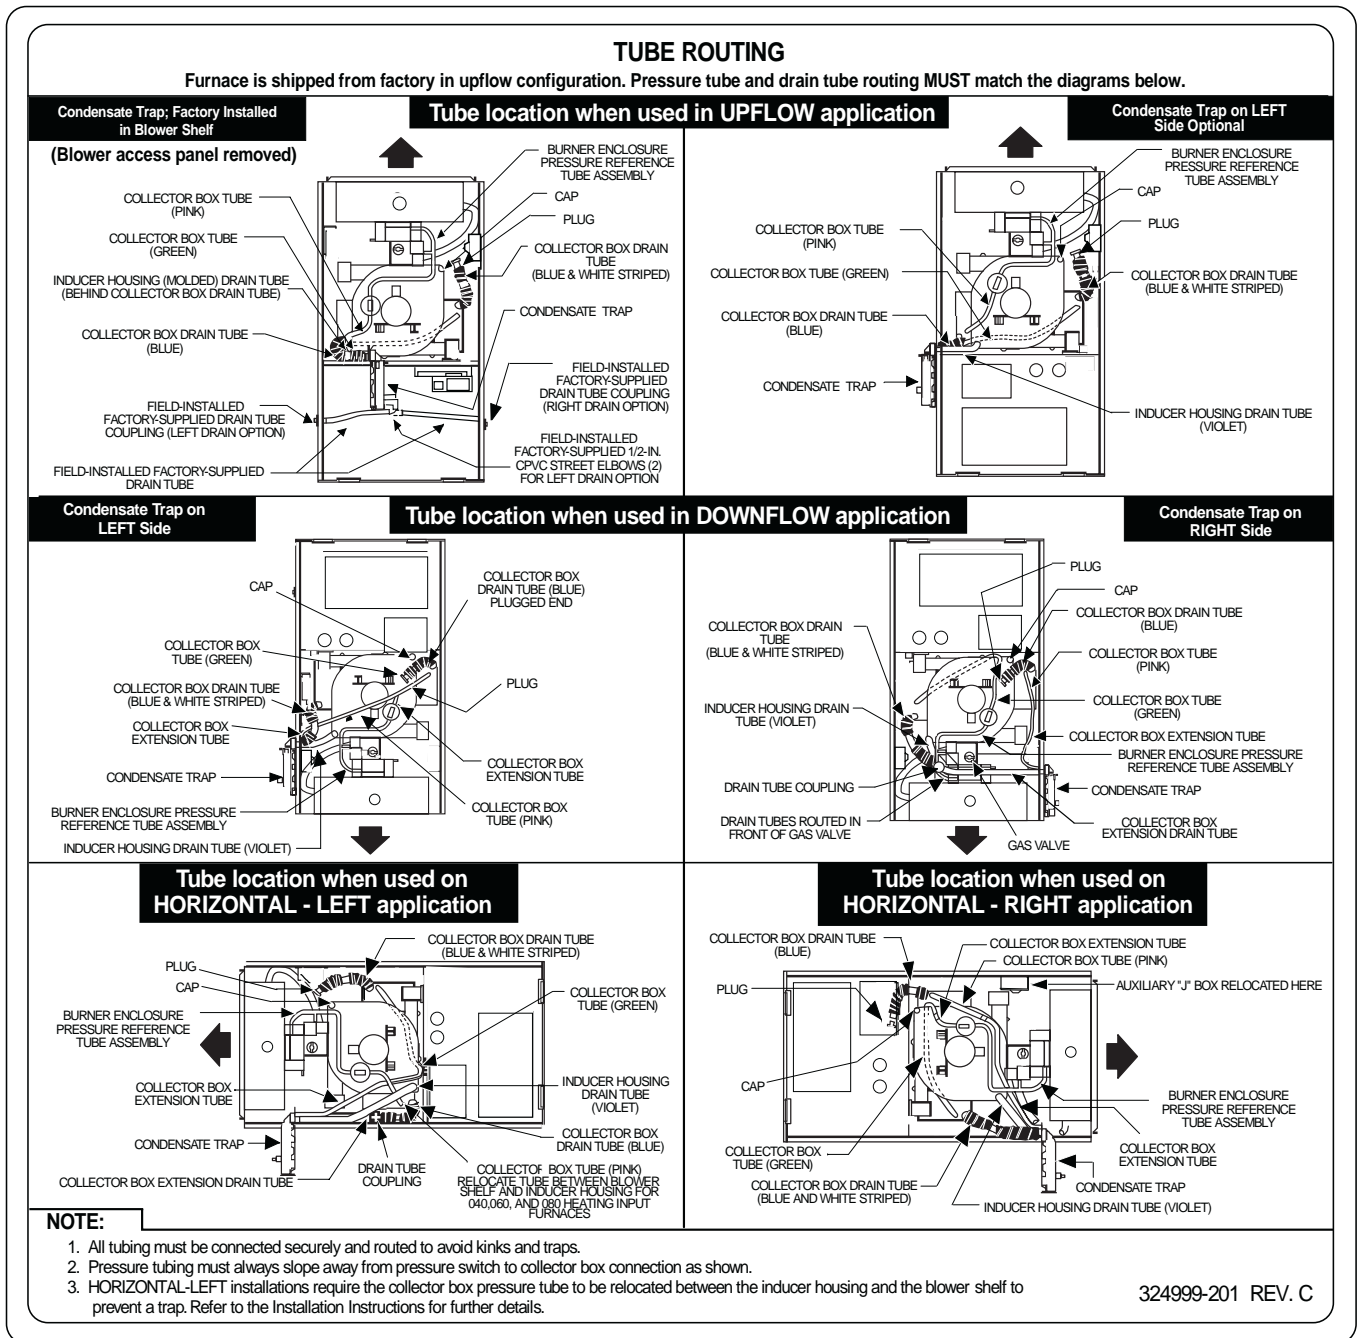 TUBE ROUTING
Furnace is shipped from factory in upflow configuration. Pressure tube and drain tube routing MUST match the diagrams below.
Condensate Trap; Factory Installed
in Blower Shelf
Tube location when used in UPFLOW application
Condensate Trap on LEFT
Side Optional
(Blower access panel removed)
BURNER ENCLOSURE
PRESSURE REFERENCE
TUBE ASSEMBLY
CAP
PLUG
COLLECTOR BOX TUBE
(PINK)
COLLECTOR BOX TUBE
(GREEN)
COLLECTOR BOX DRAIN
TUBE
(BLUE & WHITE STRIPED)
INDUCER HOUSING (MOLDED) DRAIN TUBE
(BEHIND COLLECTOR BOX DRAIN TUBE)
CONDENSATE TRAP
COLLECTOR BOX DRAIN TUBE
(BLUE)
FIELD-INSTALLED
FACTORY-SUPPLIED
DRAIN TUBE COUPLING
(RIGHT DRAIN OPTION)
FIELD-INSTALLED
FACTORY-SUPPLIED DRAIN TUBE
COUPLING (LEFT DRAIN OPTION)
FIELD-INSTALLED
FACTORY-SUPPLIED 1/2-IN.
CPVC STREET ELBOWS (2)
FOR LEFT DRAIN OPTION
FIELD-INSTALLED FACTORY-SUPPLIED
DRAIN TUBE
BURNER ENCLOSURE
PRESSURE REFERENCE
TUBE ASSEMBLY
CAP
PLUG
COLLECTOR BOX TUBE
(PINK)
COLLECTOR BOX TUBE (GREEN)
COLLECTOR BOX DRAIN TUBE
(BLUE & WHITE STRIPED)
COLLECTOR BOX DRAIN TUBE
(BLUE)
CONDENSATE TRAP
INDUCER HOUSING DRAIN TUBE
(VIOLET)
Condensate Trap on
LEFT Side
Tube location when used in DOWNFLOW application
Condensate Trap on
RIGHT Side
CAP
COLLECTOR BOX
DRAIN TUBE (BLUE)
PLUGGED END
COLLECTOR BOX
TUBE (GREEN)
PLUG
COLLECTOR BOX DRAIN TUBE
(BLUE & WHITE STRIPED)
COLLECTOR BOX
EXTENSION TUBE
COLLECTOR BOX
EXTENSION TUBE
CONDENSATE TRAP
BURNER ENCLOSURE PRESSURE
REFERENCE TUBE ASSEMBLY
COLLECTOR BOX
TUBE (PINK)
INDUCER HOUSING DRAIN TUBE (VIOLET)
PLUG
CAP
COLLECTOR BOX DRAIN TUBE
(BLUE)
COLLECTOR BOX DRAIN
TUBE
(BLUE & WHITE STRIPED)
COLLECTOR BOX TUBE
(PINK)
INDUCER HOUSING DRAIN
TUBE (VIOLET)
COLLECTOR BOX TUBE
(GREEN)
COLLECTOR BOX EXTENSION TUBE
BURNER ENCLOSURE PRESSURE
REFERENCE TUBE ASSEMBLY
DRAIN TUBE COUPLING
CONDENSATE TRAP
DRAIN TUBES ROUTED IN
FRONT OF GAS VALVE
COLLECTOR BOX
EXTENSION DRAIN TUBE
GAS VALVE
Tube location when used on
HORIZONTAL - LEFT application
COLLECTOR BOX DRAIN TUBE
(BLUE & WHITE STRIPED)
PLUG
CAP
COLLECTOR BOX
TUBE (GREEN)
BURNER ENCLOSURE
PRESSURE REFERENCE
TUBE ASSEMBLY
COLLECTOR BOX
EXTENSION TUBE
INDUCER HOUSING
DRAIN TUBE
(VIOLET)
CONDENSATE TRAP
COLLECTOR BOX
DRAIN TUBE (BLUE)
COLLECTOR BOX EXTENSION DRAIN TUBE
DRAIN TUBE
COUPLING
COLLECTOR BOX TUBE (PINK)
RELOCATE TUBE BETWEEN BLOWER
SHELF AND INDUCER HOUSING FOR
040,060, AND 080 HEATING INPUT
FURNACES
Tube location when used on
HORIZONTAL - RIGHT application
COLLECTOR BOX DRAIN TUBE
(BLUE)
COLLECTOR BOX EXTENSION TUBE
COLLECTOR BOX TUBE (PINK)
PLUG
AUXILIARY "J" BOX RELOCATED HERE
CAP
BURNER ENCLOSURE
PRESSURE REFERENCE
TUBE ASSEMBLY
COLLECTOR BOX
TUBE (GREEN)
COLLECTOR BOX
EXTENSION TUBE
COLLECTOR BOX DRAIN TUBE
(BLUE AND WHITE STRIPED)
CONDENSATE TRAP
INDUCER HOUSING DRAIN TUBE (VIOLET)
NOTE:
1. All tubing must be connected securely and routed to avoid kinks and traps.
2. Pressure tubing must always slope away from pressure switch to collector box connection as shown.
3. HORIZONTAL-LEFT installations require the collector box pressure tube to be relocated between the inducer housing and the blower shelf to
prevent a trap. Refer to the Installation Instructions for further details.
324999-201 REV. C